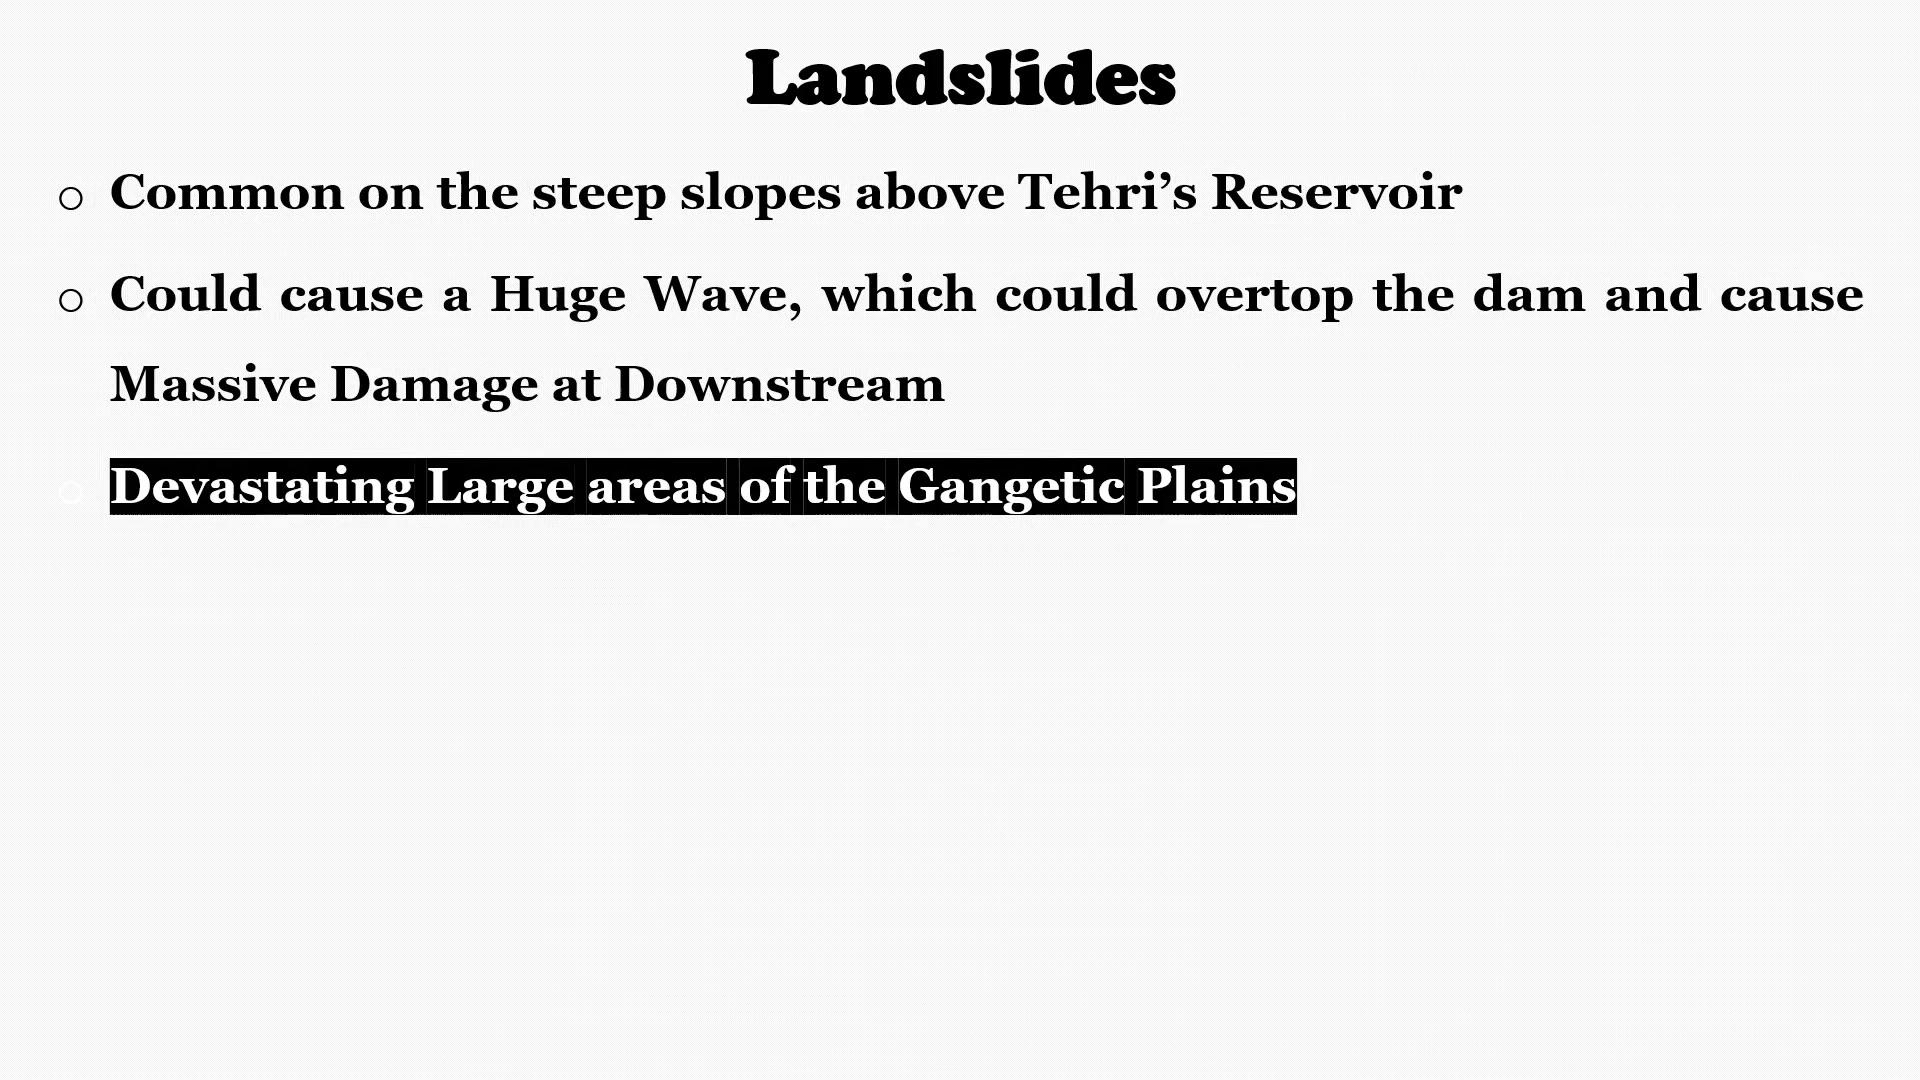 Landslides
o Common on the steep slopes above Tehri’s Reservoir
o Could cause a Huge Wave, which could overtop the dam and cause
Massive Damage at Downstream
o Devastating Large areas of the Gangetic Plains